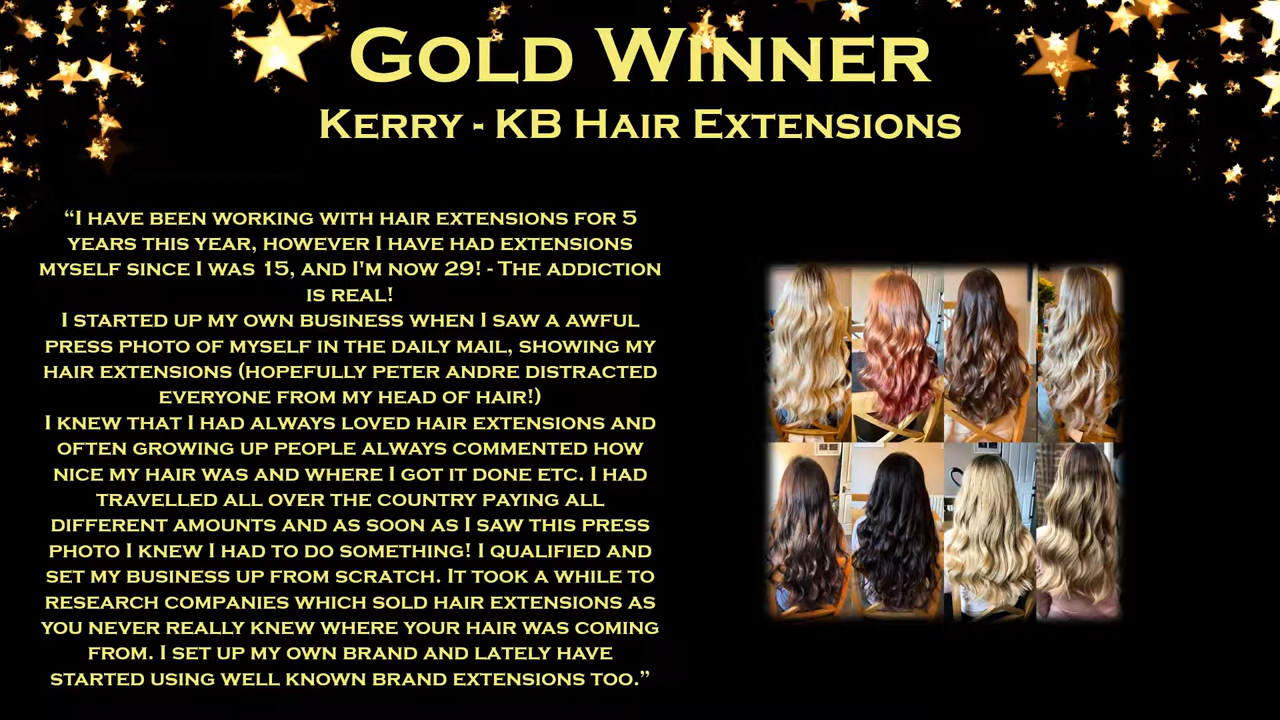 Gold Winner
Kerry - KB Hair Extensions
“I have been working with hair extensions for 5
years this year, however I have had extensions
myself since I was 15, and I'm now 29! - The addiction
is real!
I started up my own business when I saw a awful
press photo of myself in the daily mail, showing my
hair extensions (hopefully peter andre distracted
everyone from my head of hair!)
I knew that I had always loved hair extensions and
often growing up people always commented how
nice my hair was and where I got it done etc. I had
travelled all over the country paying all
different amounts and as soon as I saw this press
photo I knew I had to do something! I qualified and
set my business up from scratch. It took a while to
research companies which sold hair extensions as
you never really knew where your hair was coming
from. I set up my own brand and lately have
started using well known brand extensions too.”